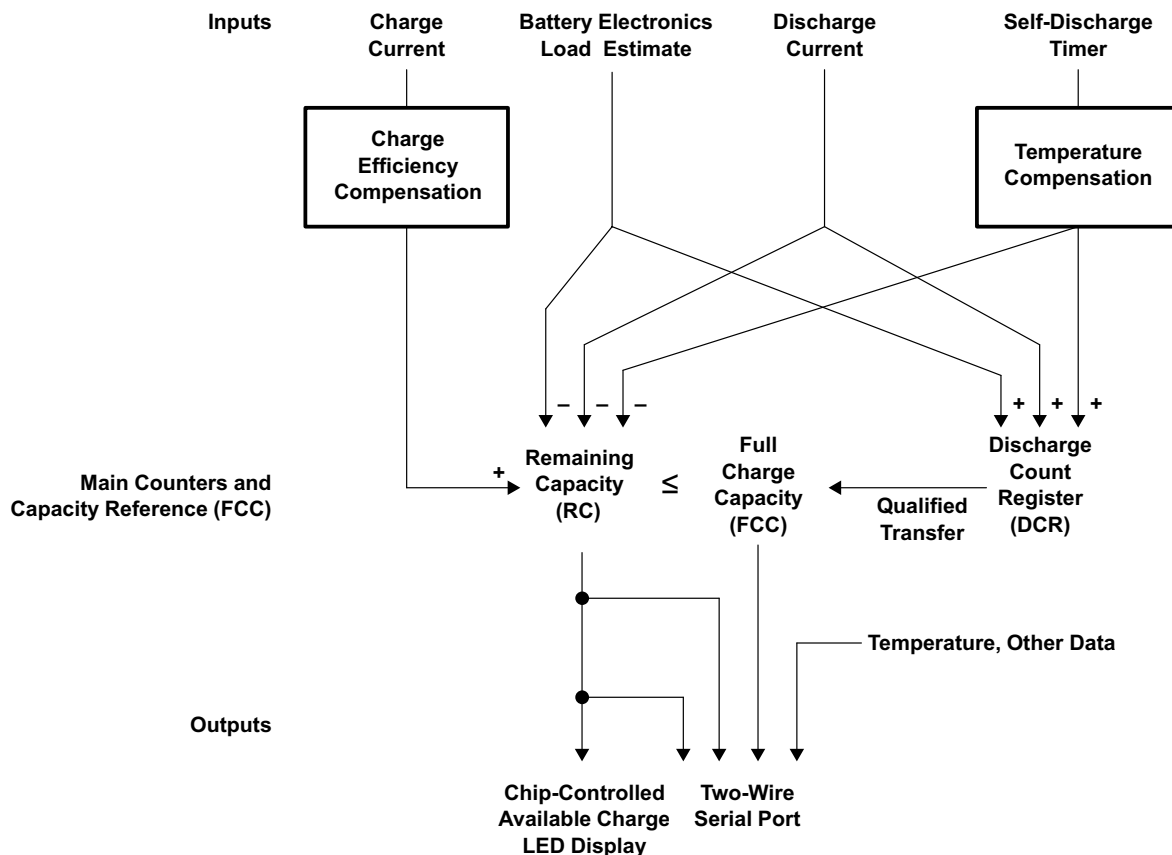 Inputs
Charge
Current
Battery Electronics
Load Estimate
Discharge
Current
Self-Discharge
Timer
Charge
Efficiency
Compensation
Temperature
Compensation
– – –
+ + +
Main Counters and
Capacity Reference (FCC)
+
Remaining
Capacity
(RC)
≤
Full
Charge
Capacity
(FCC)
Qualified
Transfer
Discharge
Count
Register
(DCR)
Temperature, Other Data
Outputs
Chip-Controlled
Available Charge
LED Display
Two-Wire
Serial Port